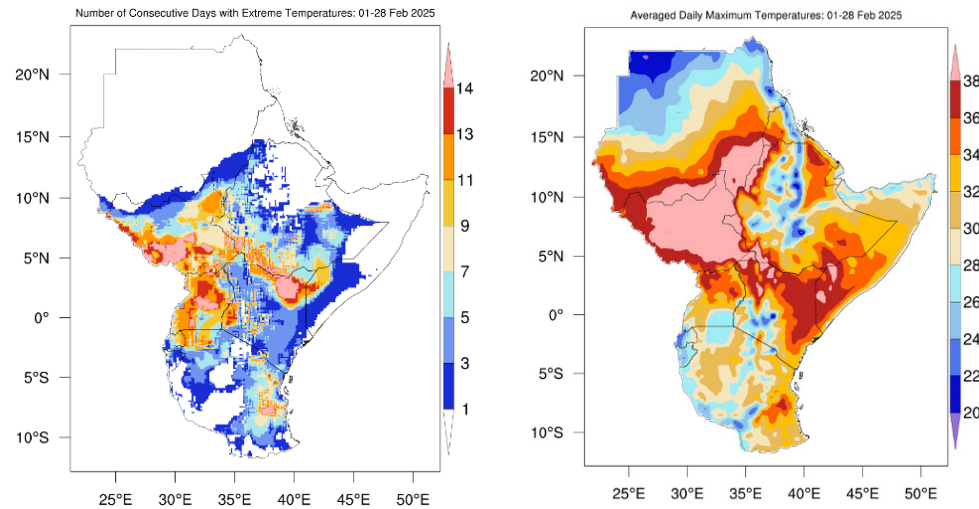 Number of Consecutive Days with Extreme Temperatures: 01-28 Feb 2025
20°N
15°N
10°N
5°N
0°
5°S
10°S
25°E 30°E 35°E 40°E 45°E 50°E
14
13
11
9
7
5
3
1
Averaged Daily Maximum Temperatures: 01-28 Feb 2025
20°N
15°N
10°N
5°N
0°
5°S
10°S
25°E 30°E 35°E 40°E 45°E 50°E
38
36
34
32
30
28
26
24
22
20